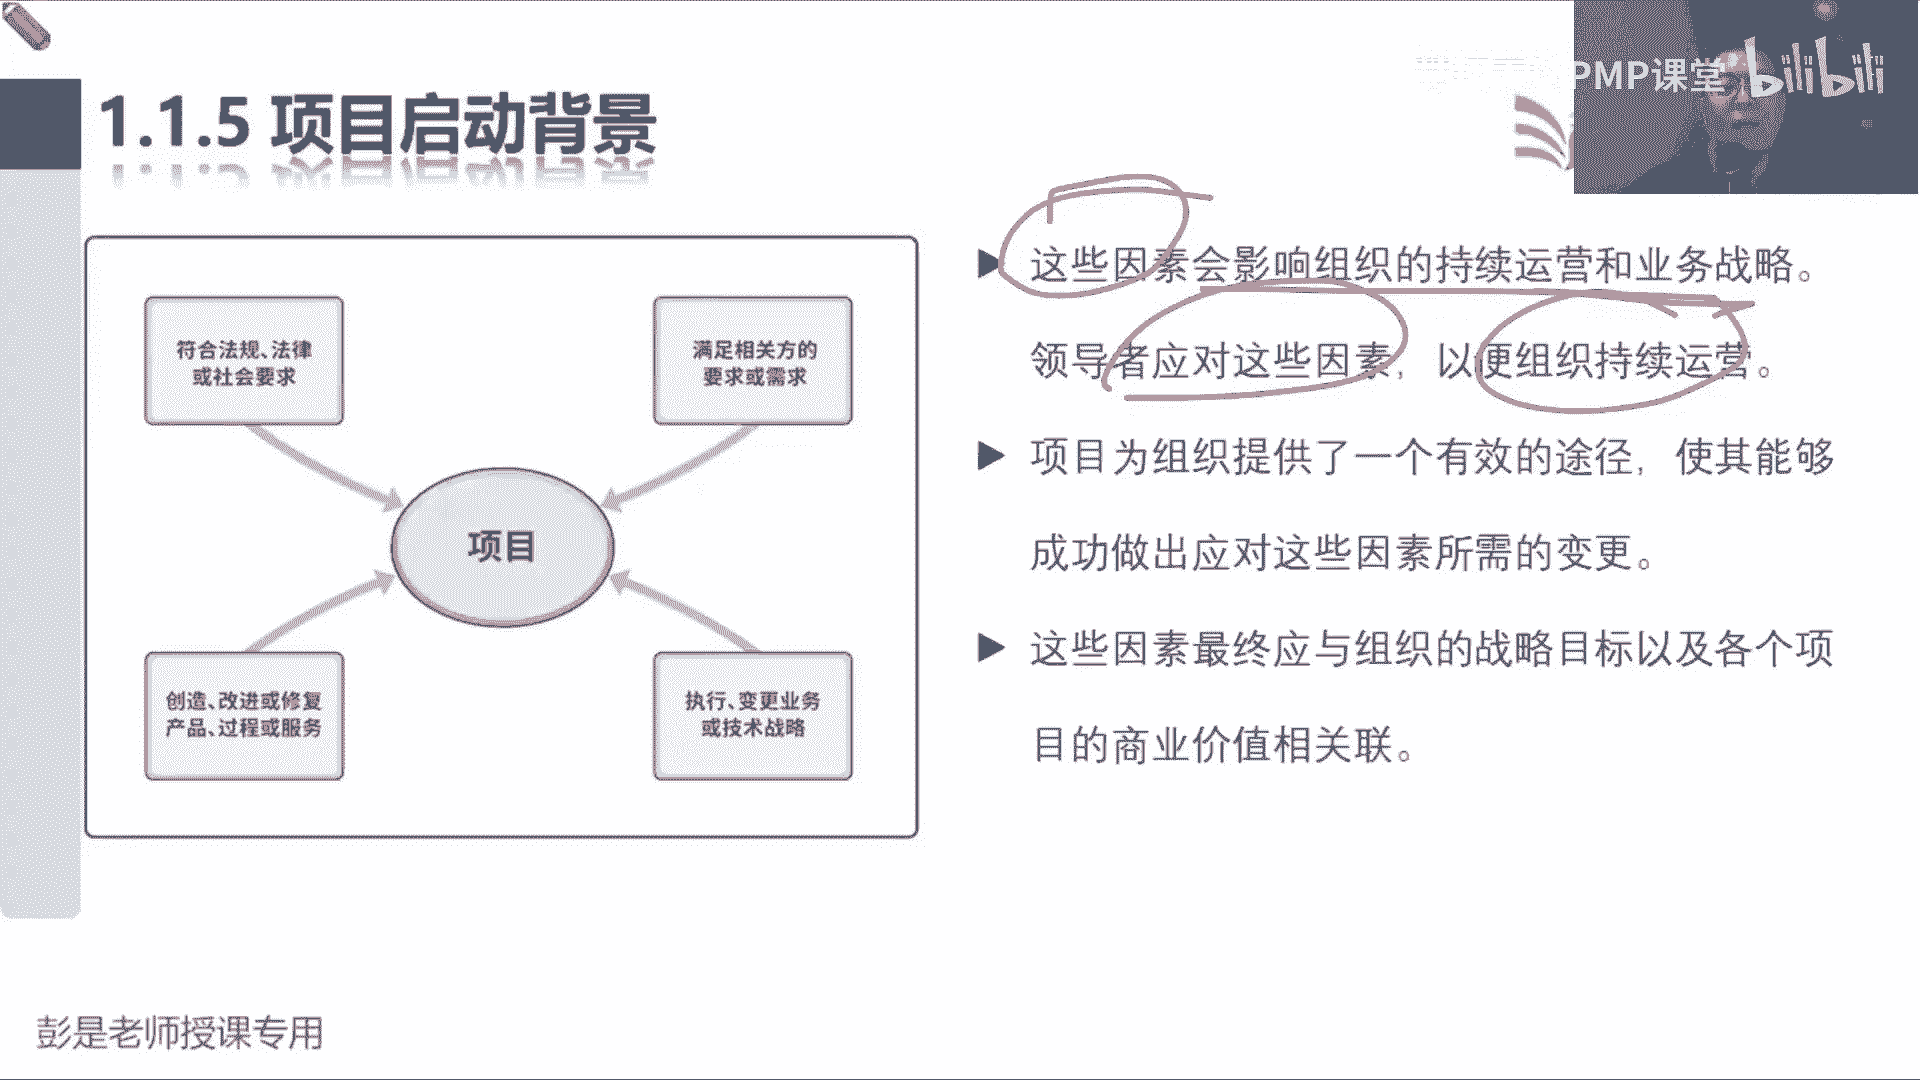 PMP课堂
bilibili
1.1.5 项目启动背景
符合法规、法律
或社会要求
满足相关方的
要求或需求
项目
创造、改进或修复
产品、过程或服务
执行、变更业务
或技术战略
这些因素会影响组织的持续运营和业务战略。
领导者应对这些因素，以便组织持续运营。
项目为组织提供了一个有效的途径，使其能够
成功做出应对这些因素所需的变更。
这些因素最终应与组织的战略目标以及各个项
目的商业价值相关联。
彭是老师授课专用